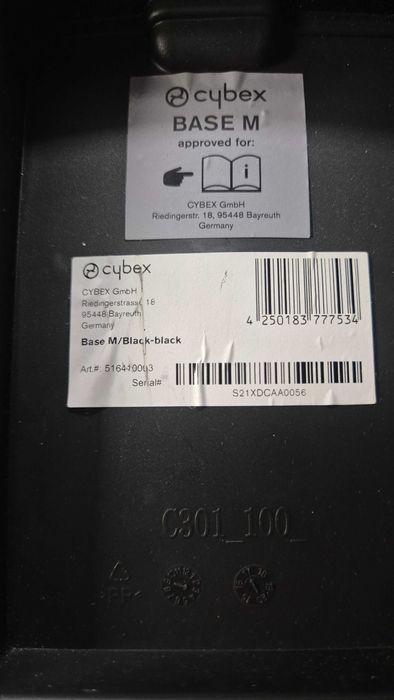 cybex
BASE M
approved for:
i
CYBEX GmbH
Riedingerstr. 18, 95448 Bayreuth
Germany
cybex
CYBEX GmbH
Riedingerstrasse 18
95448 Bayreuth
Germany
4 250183 777534
Base M/Black-black
Art.#:
Serial#
S21XDCAA0056
C301_100_
PP